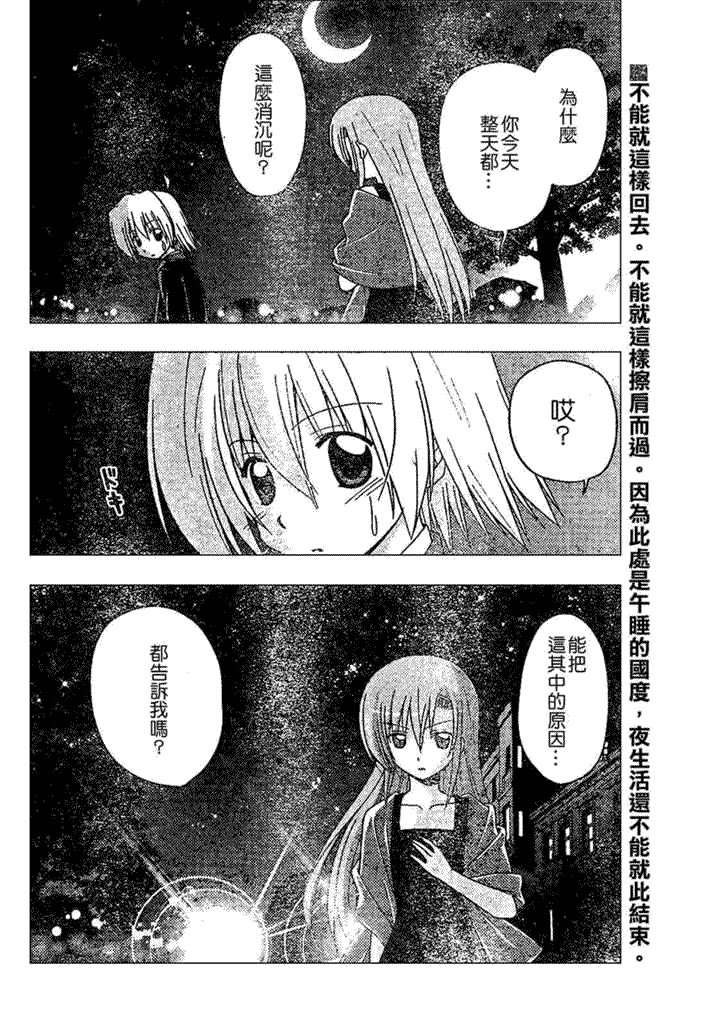 不能就這樣回去。不能就這樣擦肩而過。因為此處是午睡的國度，夜生活還不能就此結束。
為什麼
你今天
整天都…
這麼消沉呢？
哎？
ドキ
能把
這其中的原因…
都告訴我嗎？